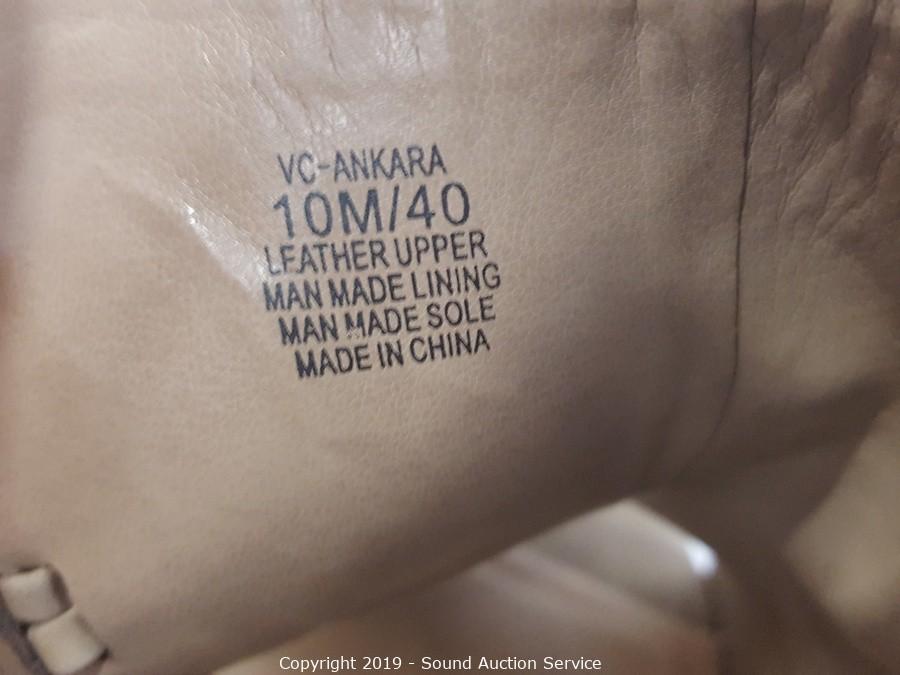 VC-ANKARA
10M/40
LEATHER UPPER
MAN MADE LINING
MAN MADE SOLE
MADE IN CHINA
Copyright 2019 - Sound Auction Service